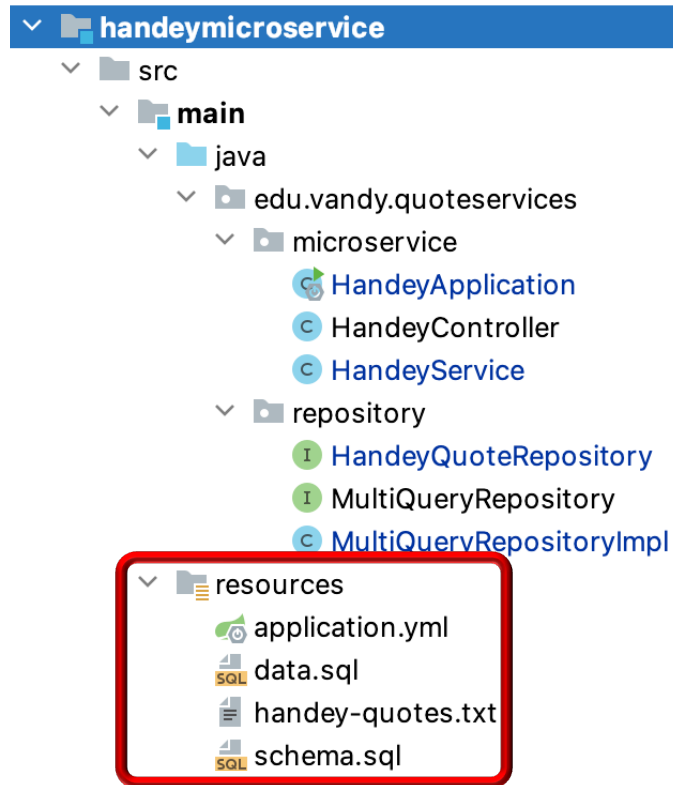 handeymicroservice
src
main
java
edu.vandy.quoteservices
microservice
C HandeyApplication
C HandeyController
C HandeyService
repository
I HandeyQuoteRepository
I MultiQueryRepository
C MultiQueryRepositoryImpl
resources
application.yml
SQL data.sql
handey-quotes.txt
SQL schema.sql